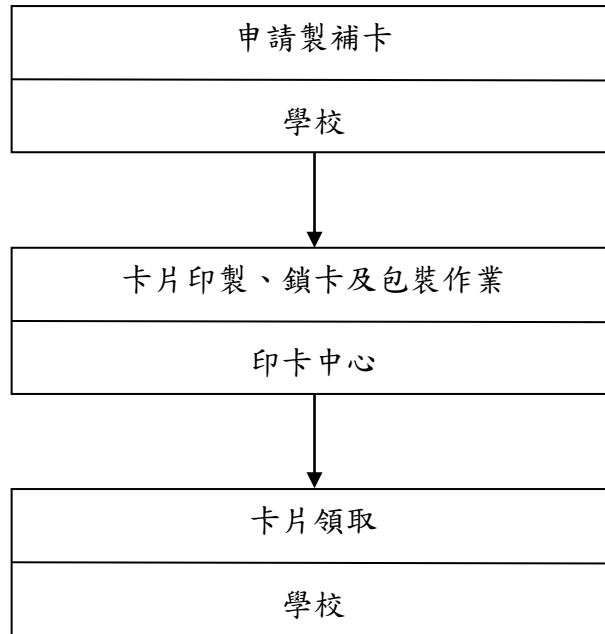 申請製補卡
學校
卡片印製、鎖卡及包裝作業
印卡中心
卡片領取
學校